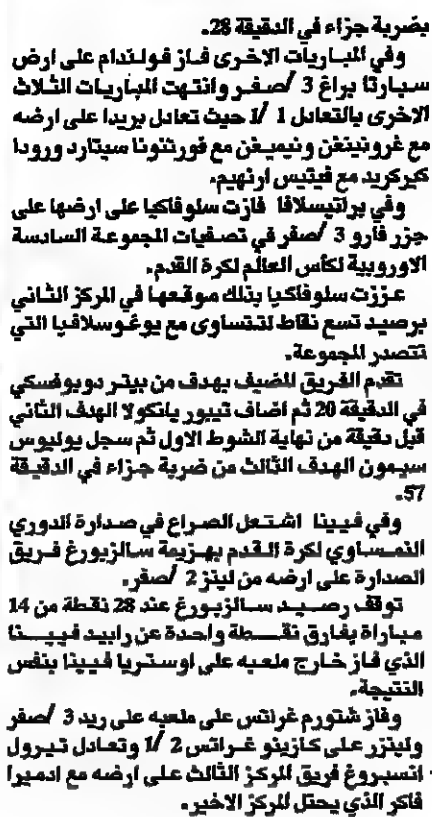 بضربة جزاء في الدقيقة 28.
وفي المباريات الاخرى فاز فولندام على ارض
سبارتا براغ 3 /صفر وانتهت المباريات الثلاث
الاخرى بالتعادل 1 /1 حيث تعادل بريدا على ارضه
مع غرونينغن ونيميغن مع فورتونا سيتارد ورودا
كيركريد مع فيتيس ارنهيم.
وفي برلتيسلافا فازت سلوفاكيا على ارضها على
جزر فارو 3 /صفر في تصفيات المجموعة السادسة
الاوروبية لكأس العالم لكرة القدم.
عززت سلوفاكيا بذلك موقعها في المركز الثاني
برصيد تسع نقاط لتتساوى مع يوغوسلافيا التي
تتصدر المجموعة.
تقدم الفريق المضيف بهدف من بيتر دوبوفسكي
في الدقيقة 20 ثم اضاف تيبور يانكولا الهدف الثاني
قبل دقيقة من نهاية الشوط الاول ثم سجل يوليوس
سيمون الهدف الثالث من ضربة جزاء في الدقيقة
57.
وفي فيينا اشتعل الصراع في صدارة الدوري
النمساوي لكرة القدم بهزيمة سالزبورغ فريق
الصدارة على ارضه من لينز 2 /صفر.
توقف رصيد سالزبورغ عند 28 نقطة من 14
مباراة بفارق نقطة واحدة عن رابيد فيينا
الذي فاز خارج ملعبه على اوستريا فيينا بنفس
النتيجة.
وفاز شتورم غراتس على ملعبه على ريد 3 /صفر
ولينزر على كازينو غراتس 2 /1 وتعادل تيرول
انسبروغ فريق المركز الثالث على ارضه مع ادميرا
فاكر الذي يحتل المركز الاخير.